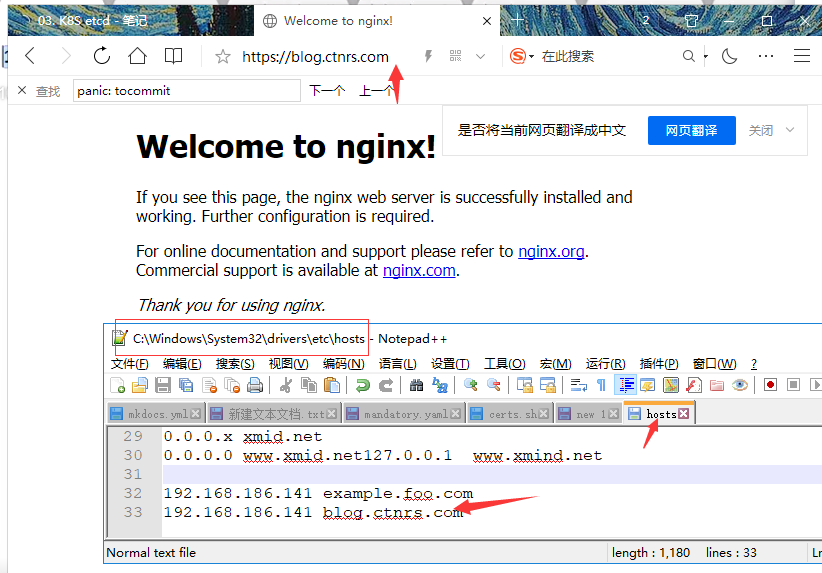 03. K8S etcd - 笔记
Welcome to nginx!
2
https://blog.ctnrs.com
在此搜索
查找
panic: tocommit
下一个
上一个
是否将当前网页翻译成中文
网页翻译
关闭
Welcome to nginx!
If you see this page, the nginx web server is successfully installed and
working. Further configuration is required.
For online documentation and support please refer to nginx.org.
Commercial support is available at nginx.com.
Thank you for using nginx.
C:\Windows\System32\drivers\etc\hosts - Notepad++
文件(F) 编辑(E) 搜索(S) 视图(V) 编码(N) 语言(L) 设置(T) 工具(O) 宏(M) 运行(R) 插件(P) 窗口(W) ?
mkdocs.yml 新建文本文档.txt mandatory.yaml certs.sh new 1 hosts
29 0.0.0.x xmid.net
30 0.0.0.0 www.xmid.net127.0.0.1 www.xmind.net
31
32 192.168.186.141 example.foo.com
33 192.168.186.141 blog.ctnrs.com
Normal text file
length : 1,180 lines : 33
Ln